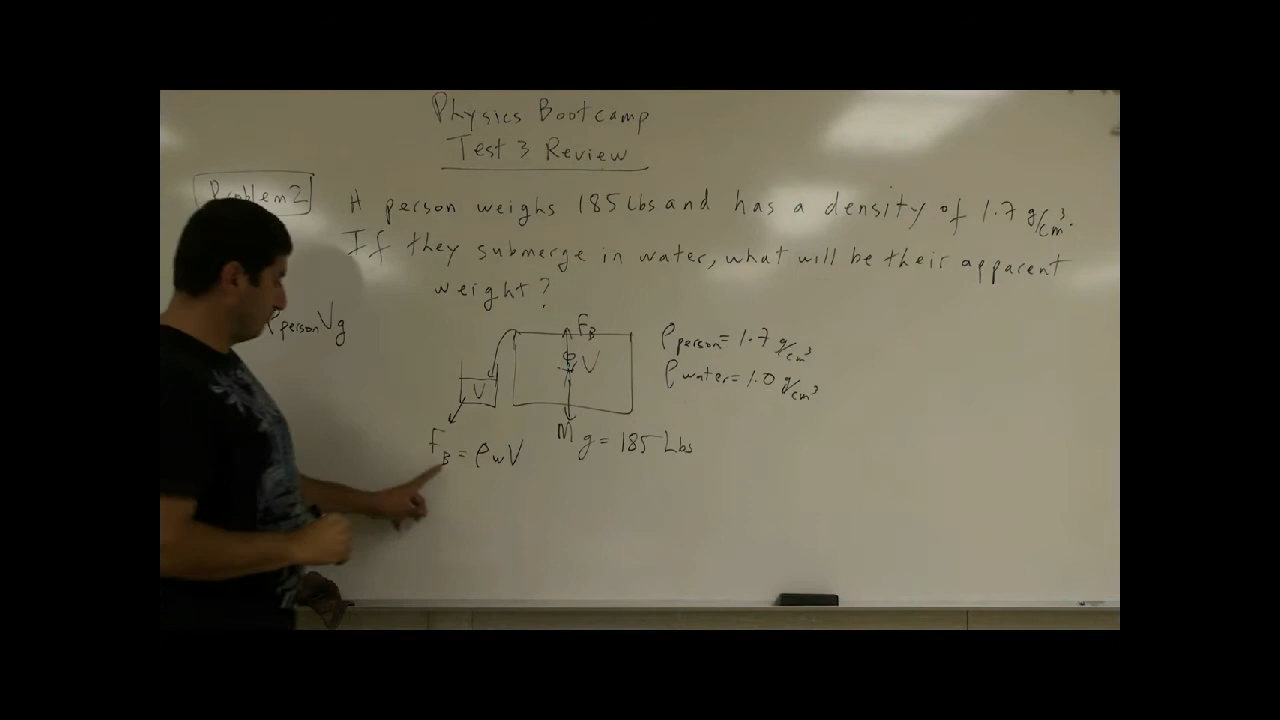 Physics Bootcamp
Test 3 Review
Problem 2
A person weighs 185 Lbs and has a density of 1.7 g/cm³.
If they submerge in water, what will be their apparent
weight?
ρpersonVg
F_B
V
ρperson = 1.7 g/cm³
ρwater = 1.0 g/cm³
V
Mg = 185 Lbs
F_B = ρwV